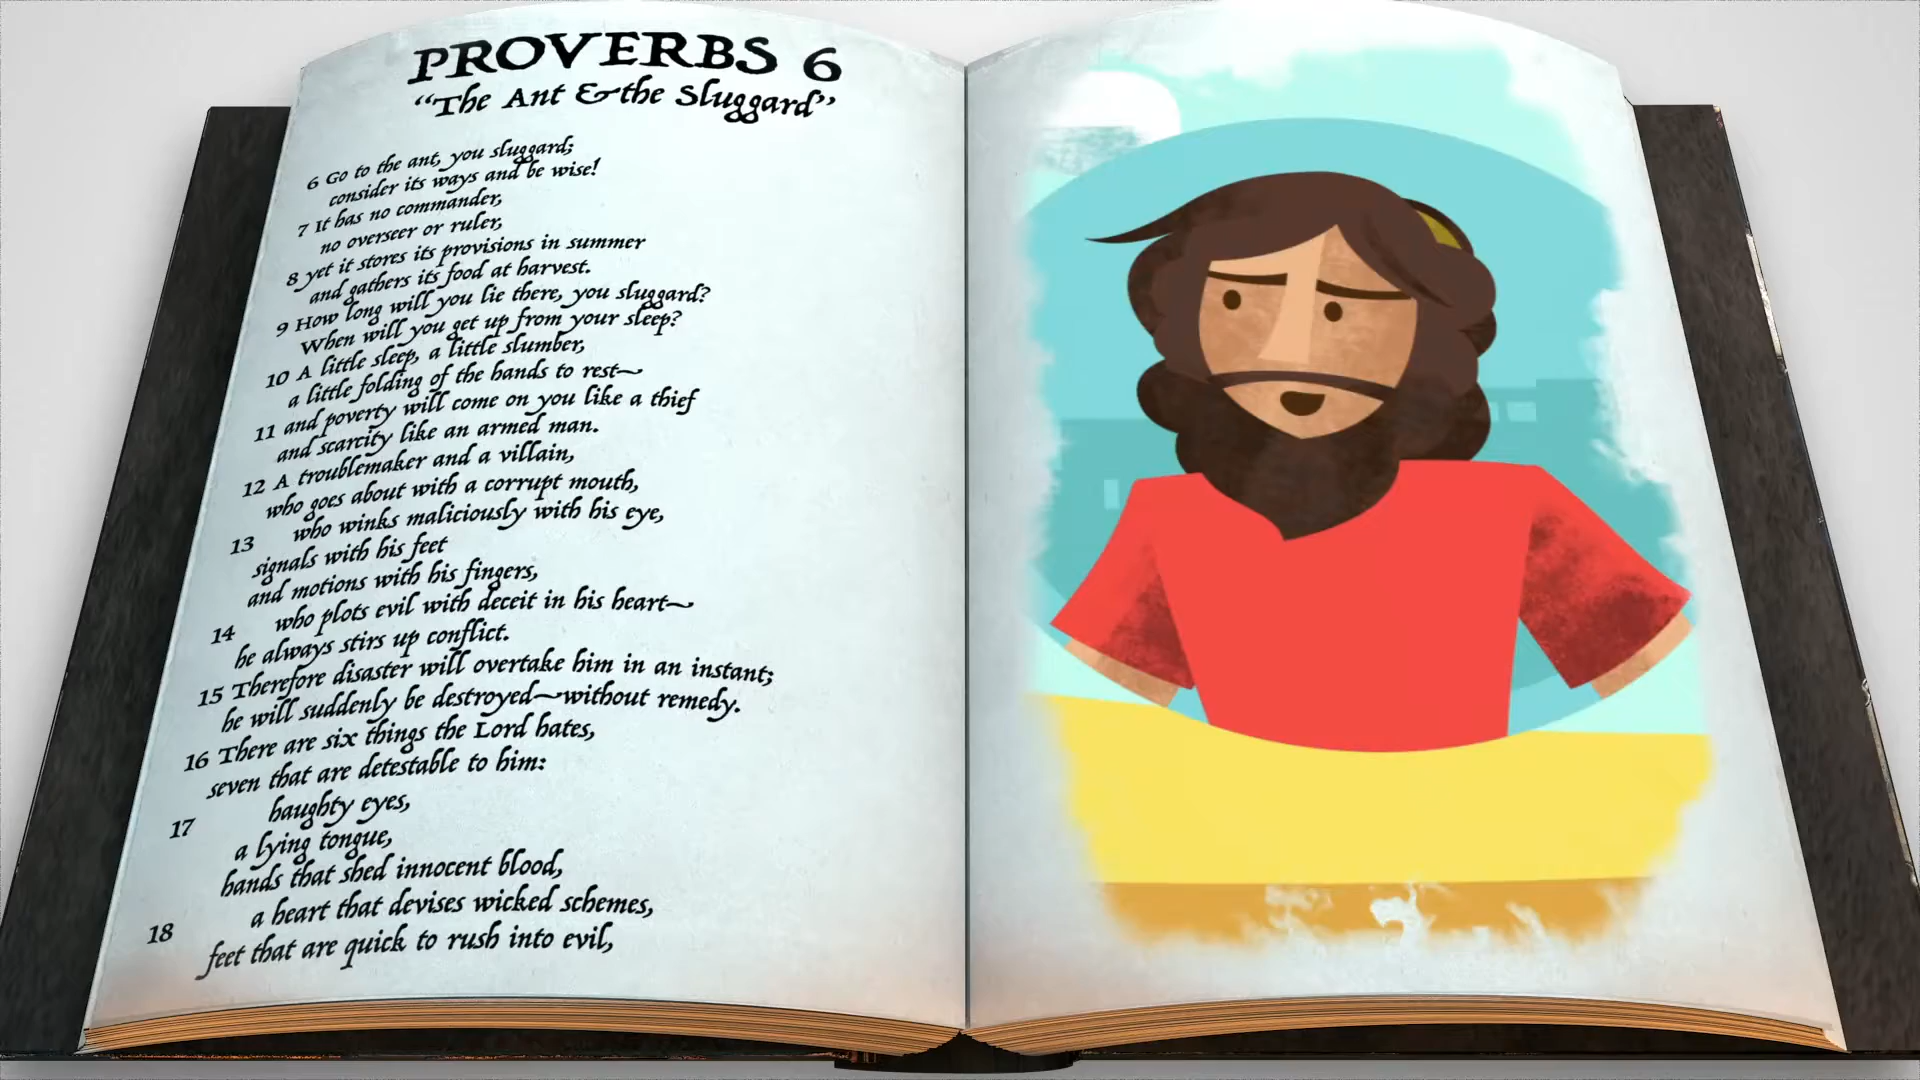 PROVERBS 6
“The Ant & the Sluggard”
6 Go to the ant, you sluggard;
consider its ways and be wise!
7 It has no commander,
no overseer or ruler,
8 yet it stores its provisions in summer
and gathers its food at harvest.
9 How long will you lie there, you sluggard?
When will you get up from your sleep?
10 A little sleep, a little slumber,
a little folding of the hands to rest—
11 and poverty will come on you like a thief
and scarcity like an armed man.
12 A troublemaker and a villain,
who goes about with a corrupt mouth,
13 who winks maliciously with his eye,
signals with his feet
and motions with his fingers,
14 who plots evil with deceit in his heart—
he always stirs up conflict.
15 Therefore disaster will overtake him in an instant;
he will suddenly be destroyed—without remedy.
16 There are six things the Lord hates,
seven that are detestable to him:
17 haughty eyes,
a lying tongue,
hands that shed innocent blood,
18 a heart that devises wicked schemes,
feet that are quick to rush into evil,